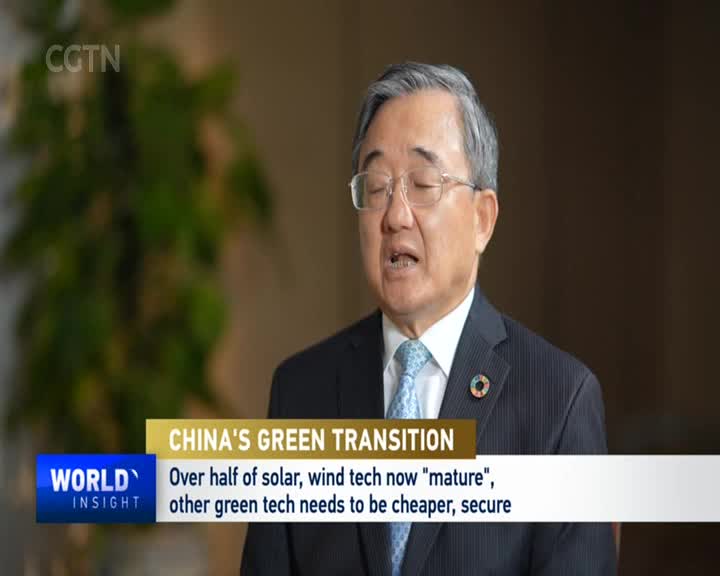 CGTN
CHINA'S GREEN TRANSITION
WORLD
INSIGHT
Over half of solar, wind tech now "mature",
other green tech needs to be cheaper, secure